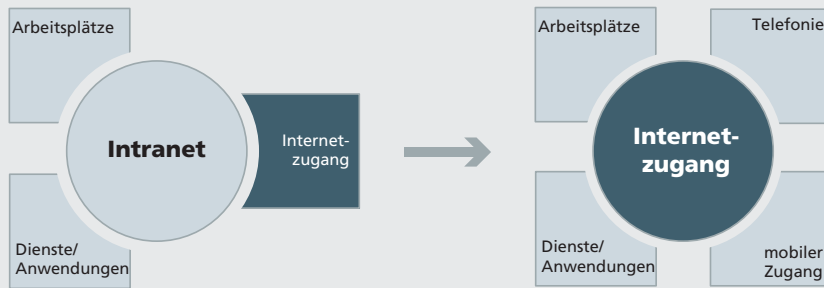 Arbeitsplätze
Intranet
Internet-
zugang
Dienste/
Anwendungen
Arbeitsplätze
Telefonie
Internet-
zugang
Dienste/
Anwendungen
mobiler
Zugang